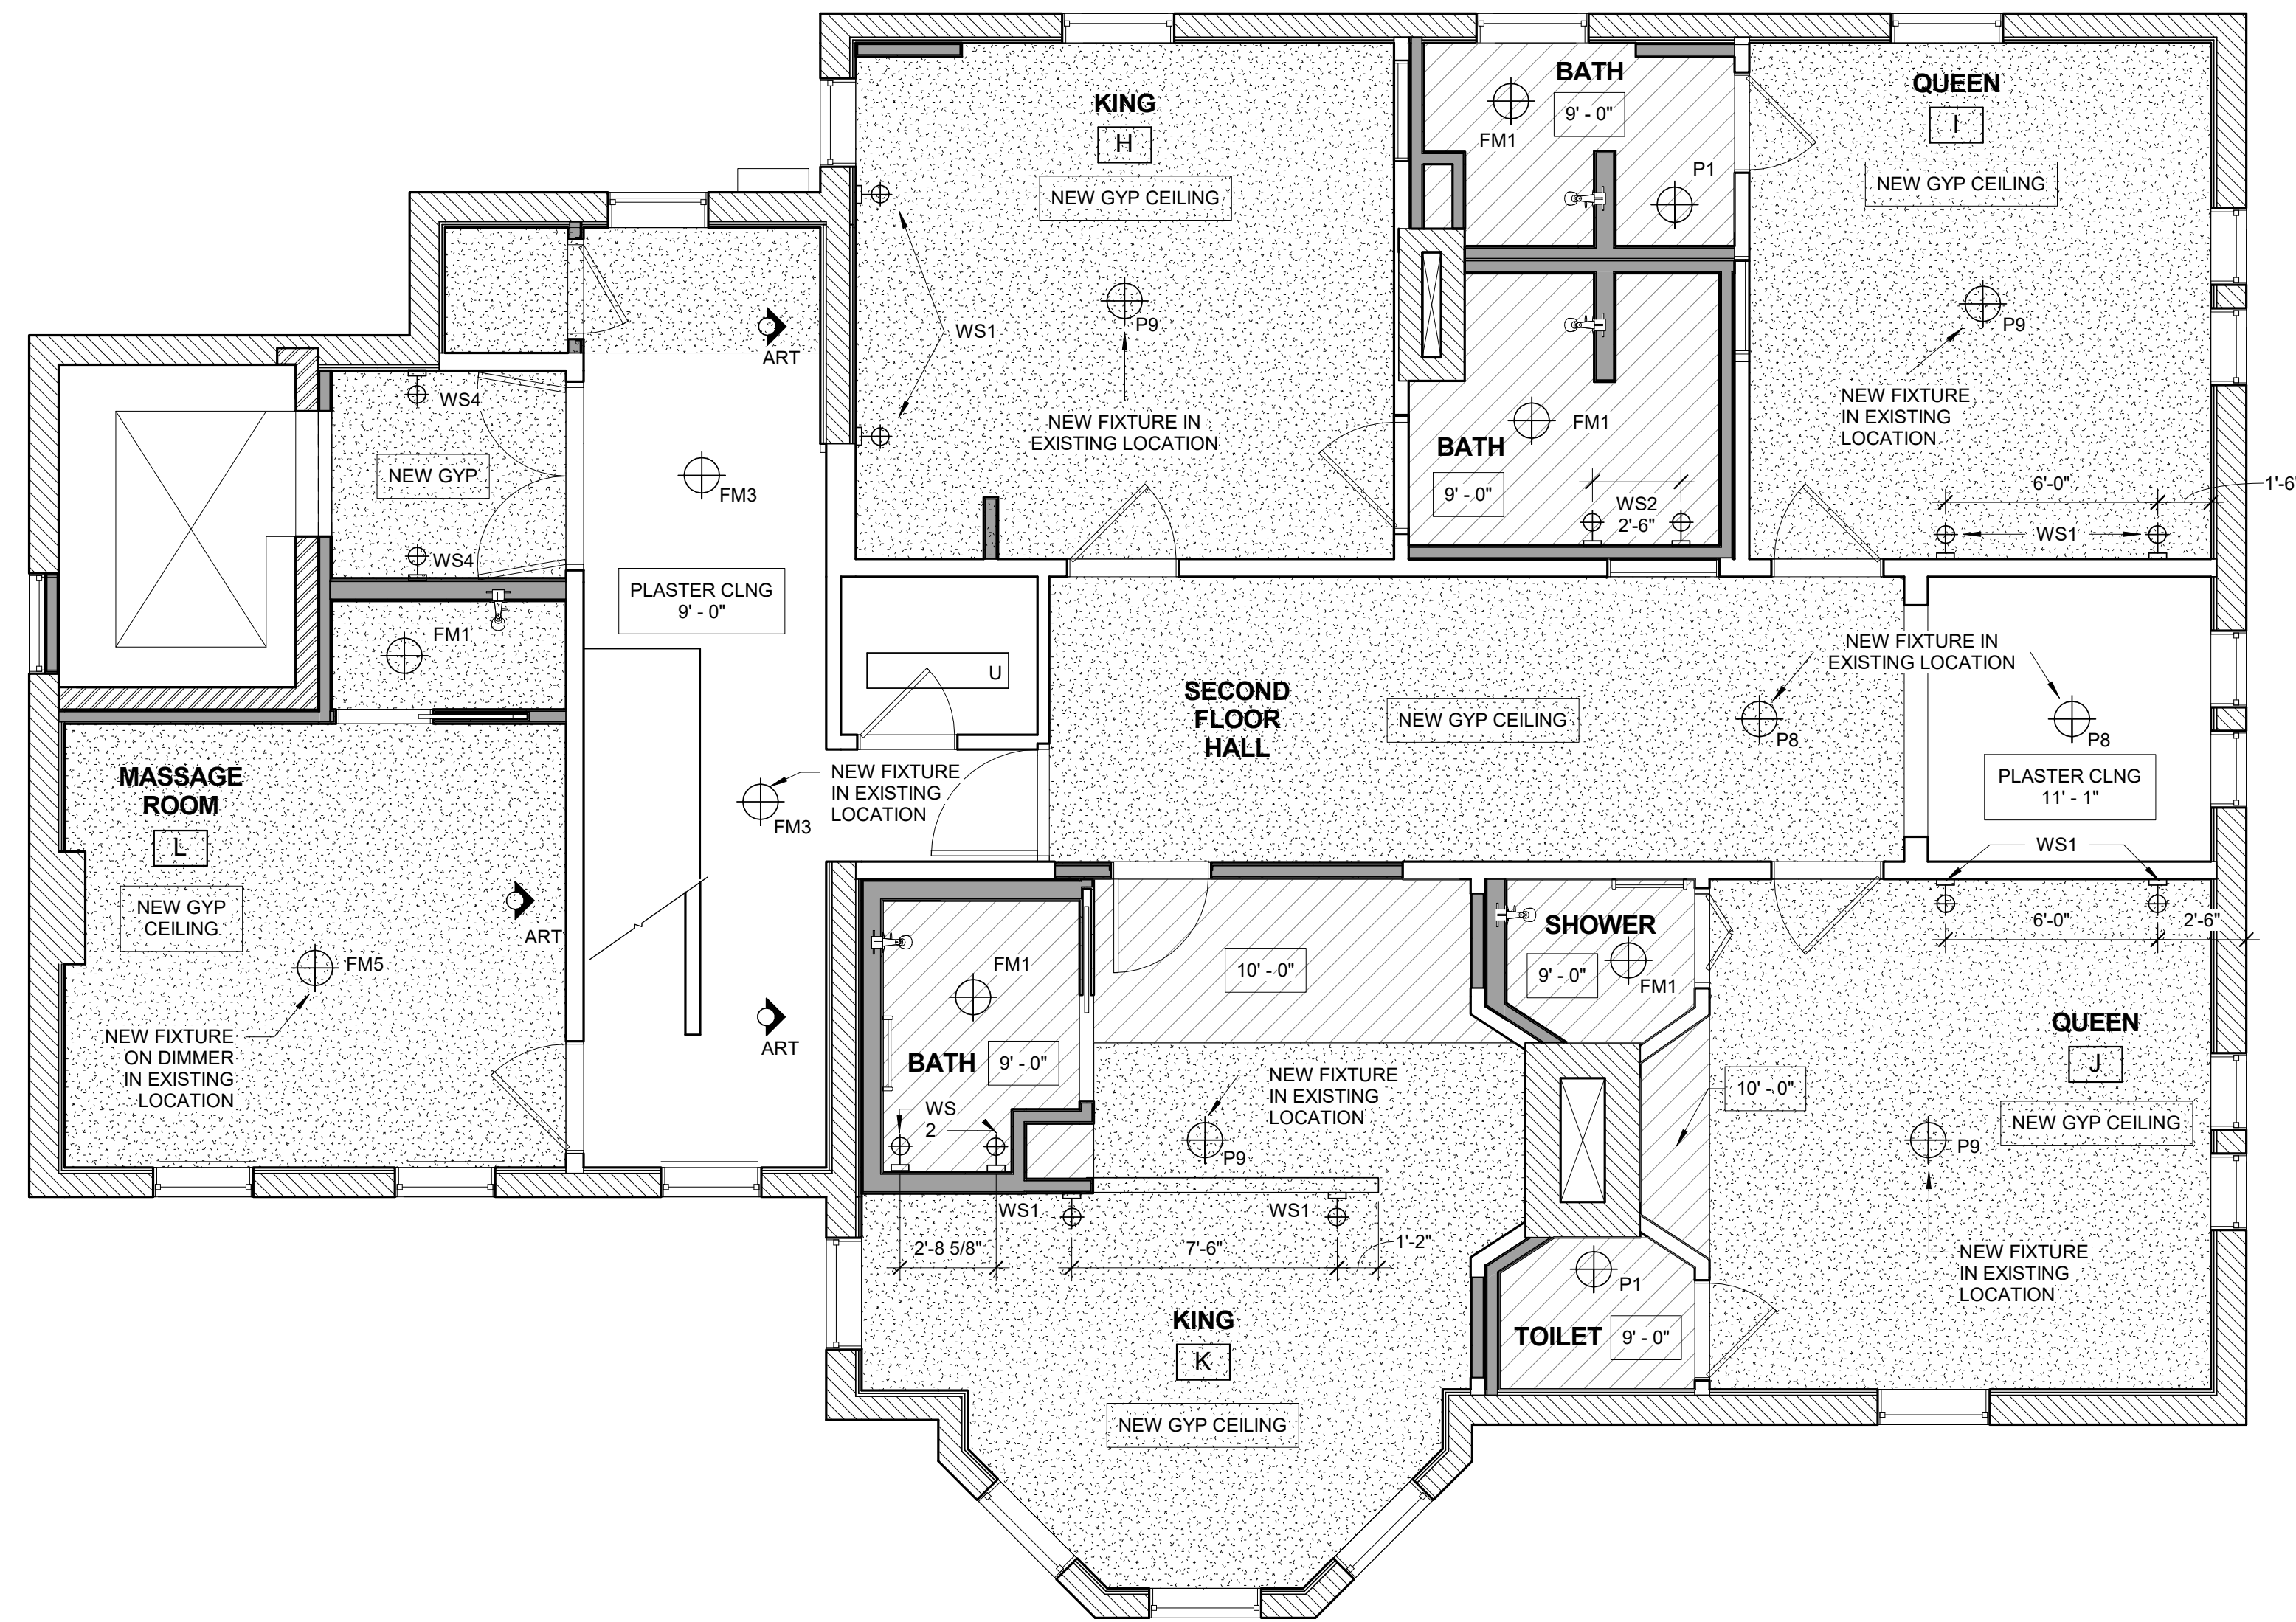 KING
H
NEW GYP CEILING
WS1
P9
NEW FIXTURE IN
EXISTING LOCATION
BATH
9' - 0"
FM1
P1
QUEEN
I
NEW GYP CEILING
P9
NEW FIXTURE
IN EXISTING
LOCATION
6'-0"
1'-6"
WS1
FM1
BATH
9' - 0"
WS2
2'-6"
ART
WS4
NEW GYP
WS4
FM3
PLASTER CLNG
9' - 0"
FM1
U
SECOND
FLOOR
HALL
NEW GYP CEILING
NEW FIXTURE IN
EXISTING LOCATION
P8
P8
PLASTER CLNG
11' - 1"
WS1
NEW FIXTURE
IN EXISTING
LOCATION
FM3
MASSAGE
ROOM
L
NEW GYP
CEILING
ART
FM5
NEW FIXTURE
ON DIMMER
IN EXISTING
LOCATION
ART
FM1
BATH
9' - 0"
WS
2
10' - 0"
NEW FIXTURE
IN EXISTING
LOCATION
P9
WS1
WS1
2'-8 5/8"
7'-6"
1'-2"
KING
K
NEW GYP CEILING
SHOWER
9' - 0"
FM1
6'-0"
2'-6"
QUEEN
J
NEW GYP CEILING
10' - 0"
P9
NEW FIXTURE
IN EXISTING
LOCATION
P1
TOILET
9' - 0"